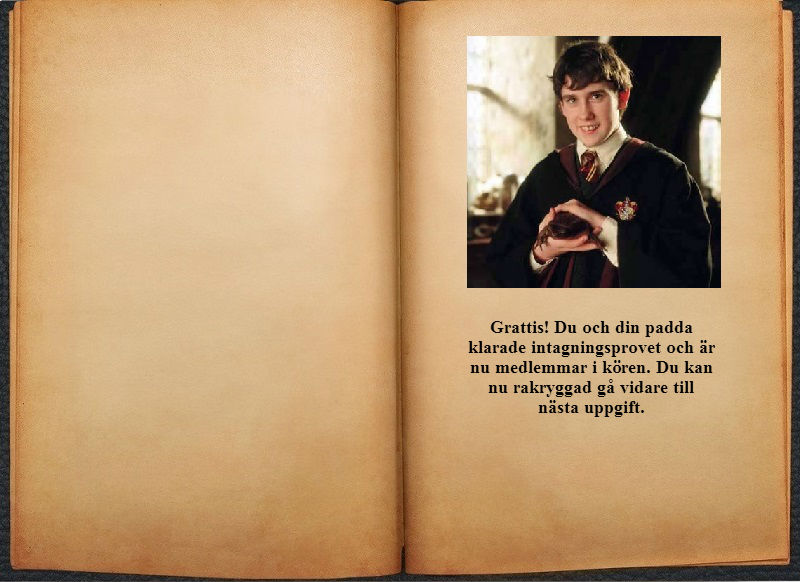 Grattis! Du och din padda
klarade intagningsprovet och är
nu medlemmar i kören. Du kan
nu rakryggad gå vidare till
nästa uppgift.